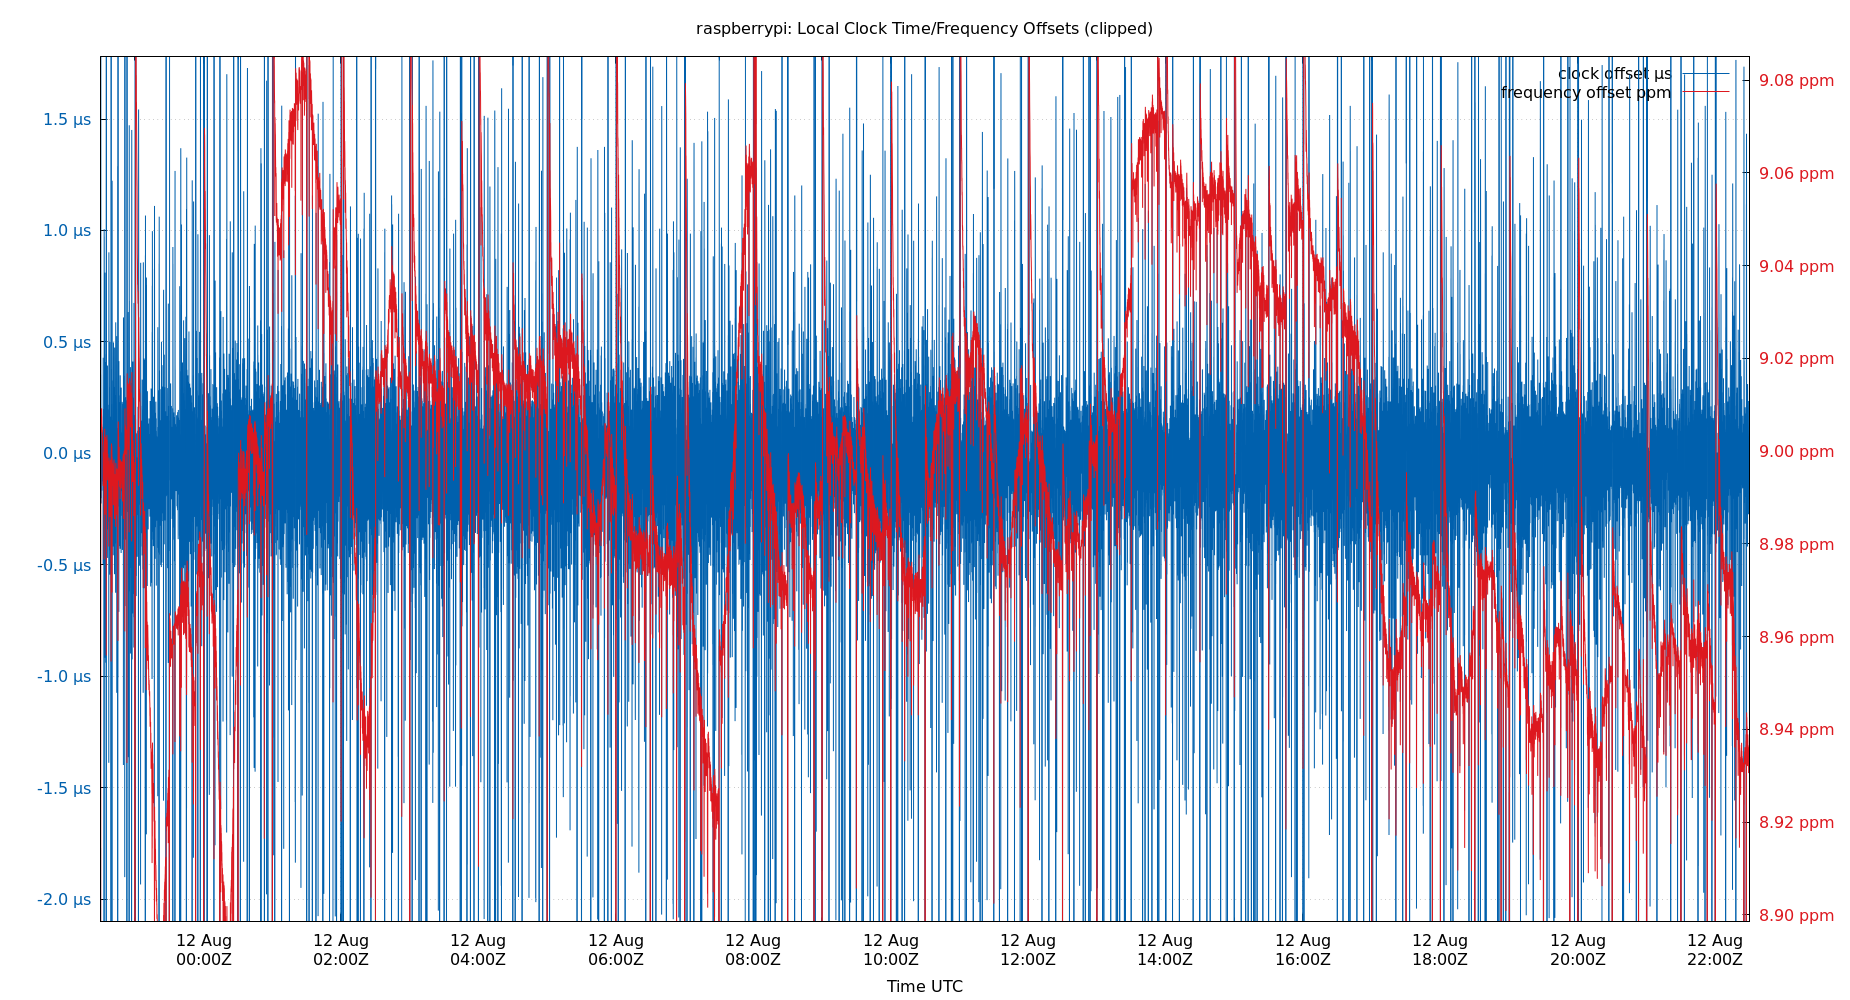 raspberrypi: Local Clock Time/Frequency Offsets (clipped)
clock offset µs
frequency offset ppm
1.5 µs
1.0 µs
0.5 µs
0.0 µs
-0.5 µs
-1.0 µs
-1.5 µs
-2.0 µs
9.08 ppm
9.06 ppm
9.04 ppm
9.02 ppm
9.00 ppm
8.98 ppm
8.96 ppm
8.94 ppm
8.92 ppm
8.90 ppm
12 Aug 12 Aug 12 Aug 12 Aug 12 Aug 12 Aug 12 Aug 12 Aug 12 Aug 12 Aug 12 Aug 12 Aug
00:00Z 02:00Z 04:00Z 06:00Z 08:00Z 10:00Z 12:00Z 14:00Z 16:00Z 18:00Z 20:00Z 22:00Z
Time UTC